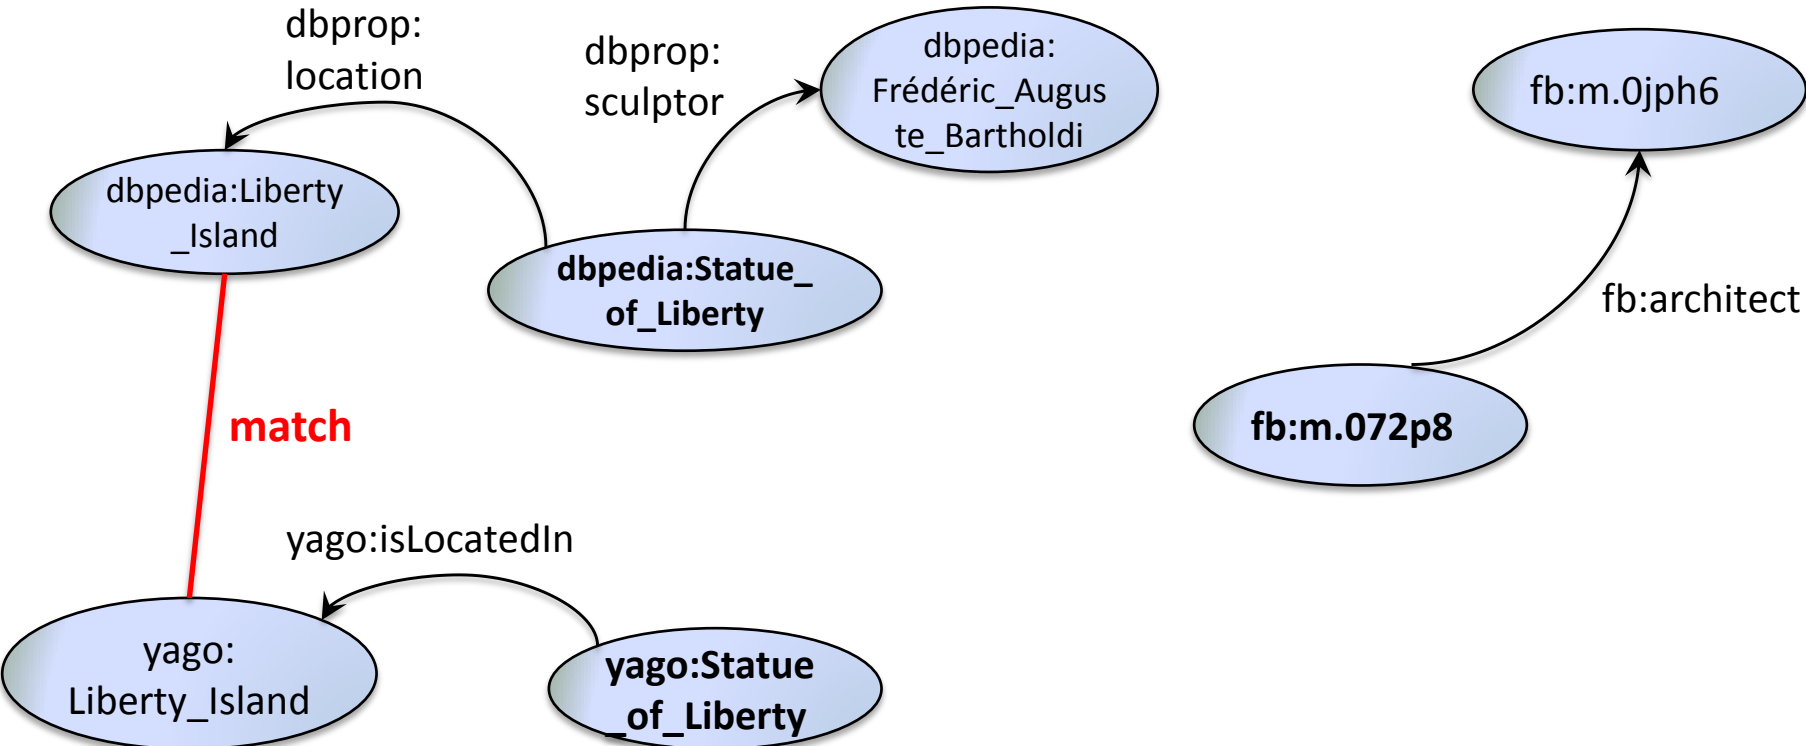 dbprop:
location
dbprop:
sculptor
dbpedia:
Frédéric_Augus
te_Bartholdi
fb:m.0jph6
dbpedia:Liberty
_Island
dbpedia:Statue_
of_Liberty
fb:architect
match
fb:m.072p8
yago:isLocatedIn
yago:
Liberty_Island
yago:Statue
_of_Liberty